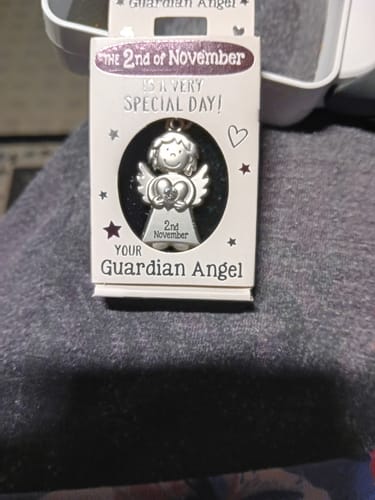 Guardian Angel
THE 2nd of November
IS A VERY
SPECIAL DAY!
2nd
November
YOUR
Guardian Angel